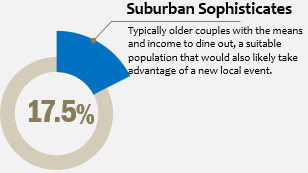 Suburban Sophisticates
Typically older couples with the means
and income to dine out, a suitable
population that would also likely take
advantage of a new local event.
17.5%